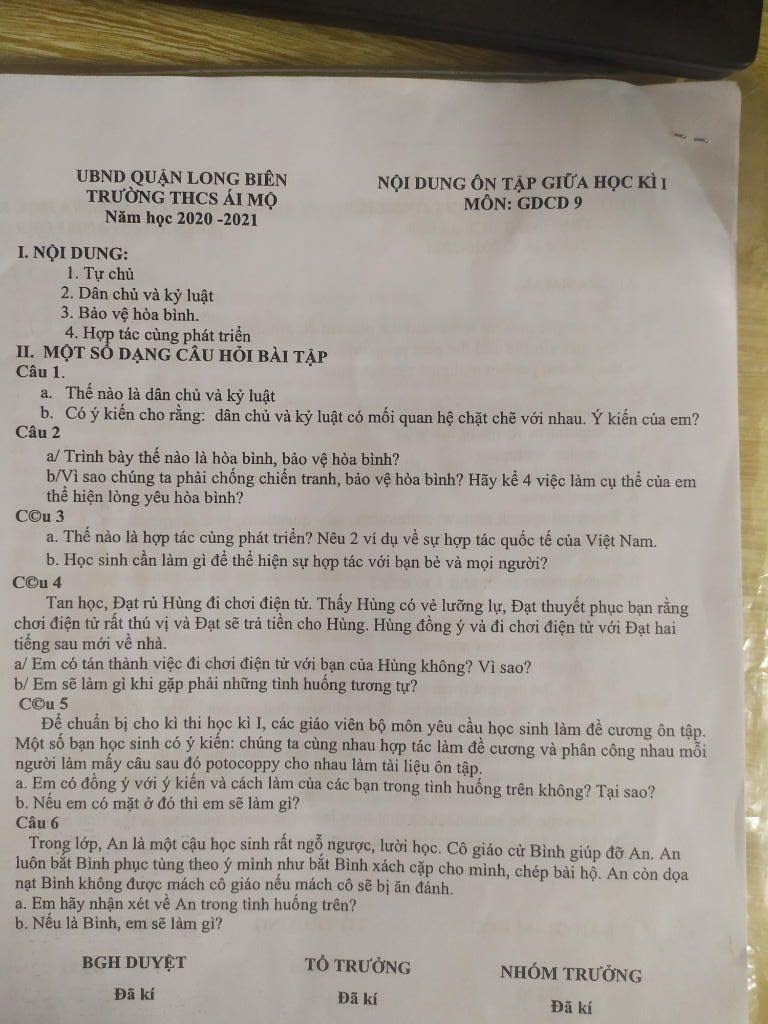 UBND QUẬN LONG BIÊN
TRƯỜNG THCS ÁI MỘ
Năm học 2020 -2021
NỘI DUNG ÔN TẬP GIỮA HỌC KÌ I
MÔN: GDCD 9
I. NỘI DUNG:
1. Tự chủ
2. Dân chủ và kỷ luật
3. Bảo vệ hòa bình.
4. Hợp tác cùng phát triển
II. MỘT SỐ DẠNG CÂU HỎI BÀI TẬP
Câu 1.
a. Thế nào là dân chủ và kỷ luật
b. Có ý kiến cho rằng: dân chủ và kỷ luật có mối quan hệ chặt chẽ với nhau. Ý kiến của em?
Câu 2
a/ Trình bày thế nào là hòa bình, bảo vệ hòa bình?
b/Vì sao chúng ta phải chống chiến tranh, bảo vệ hòa bình? Hãy kể 4 việc làm cụ thể của em
thể hiện lòng yêu hòa bình?
C©u 3
a. Thế nào là hợp tác cùng phát triển? Nêu 2 ví dụ về sự hợp tác quốc tế của Việt Nam.
b. Học sinh cần làm gì để thể hiện sự hợp tác với bạn bè và mọi người?
C©u 4
Tan học, Đạt rủ Hùng đi chơi điện tử. Thấy Hùng có vẻ lưỡng lự, Đạt thuyết phục bạn rằng
chơi điện tử rất thú vị và Đạt sẽ trả tiền cho Hùng. Hùng đồng ý và đi chơi điện tử với Đạt hai
tiếng sau mới về nhà.
a/ Em có tán thành việc đi chơi điện tử với bạn của Hùng không? Vì sao?
b/ Em sẽ làm gì khi gặp phải những tình huống tương tự?
C©u 5
Để chuẩn bị cho kì thi học kì I, các giáo viên bộ môn yêu cầu học sinh làm đề cương ôn tập.
Một số bạn học sinh có ý kiến: chúng ta cùng nhau hợp tác làm đề cương và phân công nhau mỗi
người làm mấy câu sau đó potocoppy cho nhau làm tài liệu ôn tập.
a. Em có đồng ý với ý kiến và cách làm của các bạn trong tình huống trên không? Tại sao?
b. Nếu em có mặt ở đó thì em sẽ làm gì?
Câu 6
Trong lớp, An là một cậu học sinh rất ngỗ ngược, lười học. Cô giáo cử Bình giúp đỡ An. An
luôn bắt Bình phục tùng theo ý mình như bắt Bình xách cặp cho mình, chép bài hộ. An còn dọa
nạt Bình không được mách cô giáo nếu mách cô sẽ bị ăn đánh.
a. Em hãy nhận xét về An trong tình huống trên?
b. Nếu là Bình, em sẽ làm gì?
BGH DUYỆT
TỔ TRƯỞNG
NHÓM TRƯỞNG
Đã kí
Đã kí
Đã kí